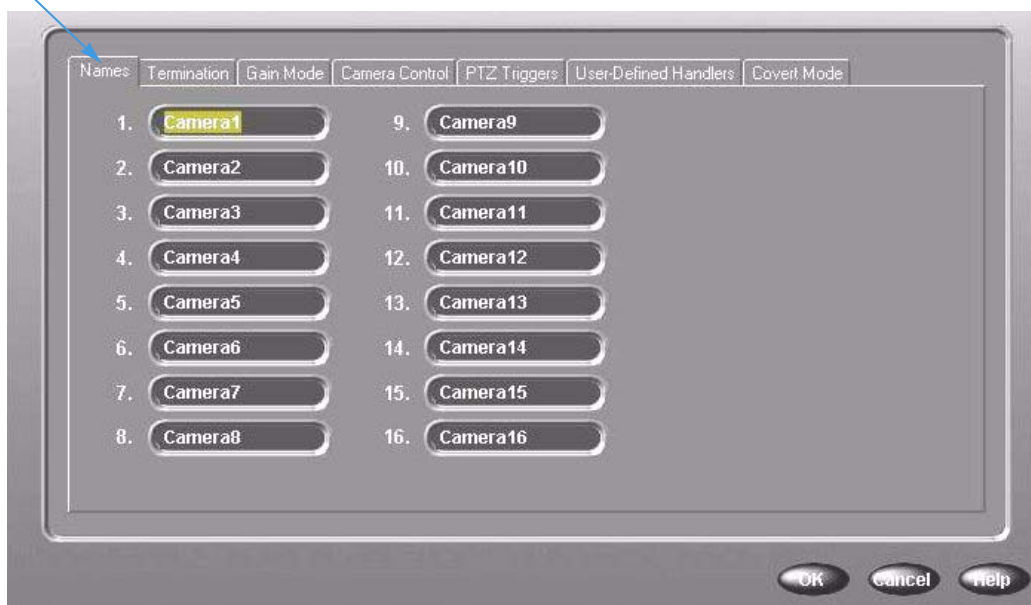 Names Termination Gain Mode Camera Control PTZ Triggers User-Defined Handlers Covert Mode
1. Camera1 9. Camera9
2. Camera2 10. Camera10
3. Camera3 11. Camera11
4. Camera4 12. Camera12
5. Camera5 13. Camera13
6. Camera6 14. Camera14
7. Camera7 15. Camera15
8. Camera8 16. Camera16
OK Cancel Help